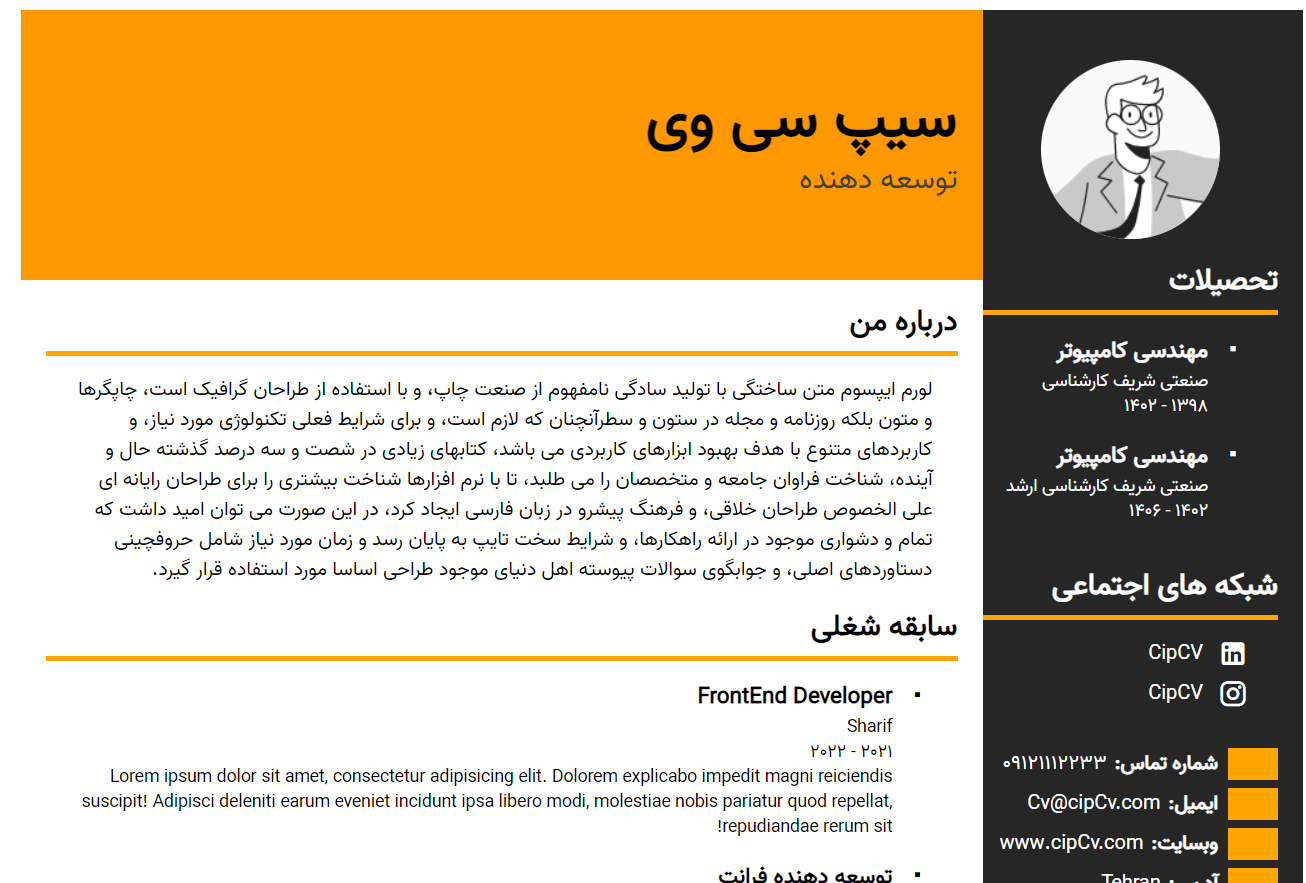 سیپ سی وی
توسعه دهنده
تحصیلات
مهندسی کامپیوتر
صنعتی شریف کارشناسی
۱۳۹۸ - ۱۴۰۲
مهندسی کامپیوتر
صنعتی شریف کارشناسی ارشد
۱۴۰۲ - ۱۴۰۶
شبکه های اجتماعی
CipCV
CipCV
شماره تماس: ۰۹۱۲۱۱۱۲۲۳۳
ایمیل: Cv@cipCv.com
وبسایت: www.cipCv.com
آدرس: Tehran
درباره من
لورم ایپسوم متن ساختگی با تولید سادگی نامفهوم از صنعت چاپ، و با استفاده از طراحان گرافیک است، چاپگرها
و متون بلکه روزنامه و مجله در ستون و سطرآنچنان که لازم است، و برای شرایط فعلی تکنولوژی مورد نیاز، و
کاربردهای متنوع با هدف بهبود ابزارهای کاربردی می باشد، کتابهای زیادی در شصت و سه درصد گذشته حال و
آینده، شناخت فراوان جامعه و متخصصان را می طلبد، تا با نرم افزارها شناخت بیشتری را برای طراحان رایانه ای
علی الخصوص طراحان خلاقی، و فرهنگ پیشرو در زبان فارسی ایجاد کرد، در این صورت می توان امید داشت که
تمام و دشواری موجود در ارائه راهکارها، و شرایط سخت تایپ به پایان رسد و زمان مورد نیاز شامل حروفچینی
دستاوردهای اصلی، و جوابگوی سوالات پیوسته اهل دنیای موجود طراحی اساسا مورد استفاده قرار گیرد.
سابقه شغلی
FrontEnd Developer
Sharif
۲۰۲۱ - ۲۰۲۲
Lorem ipsum dolor sit amet, consectetur adipisicing elit. Dolorem explicabo impedit magni reiciendis
suscipit! Adipisci deleniti earum eveniet incidunt ipsa libero modi, molestiae nobis pariatur quod repellat,
!repudiandae rerum sit
توسعه دهنده فرانت